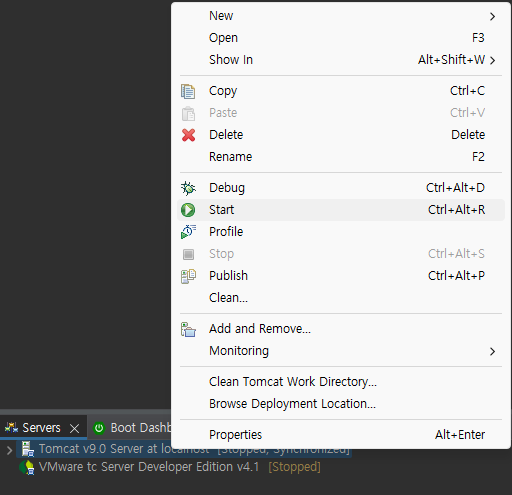 New
Open F3
Show In Alt+Shift+W
Copy Ctrl+C
Paste Ctrl+V
Delete Delete
Rename F2
Debug Ctrl+Alt+D
Start Ctrl+Alt+R
Profile
Stop Ctrl+Alt+S
Publish Ctrl+Alt+P
Clean...
Add and Remove...
Monitoring
Clean Tomcat Work Directory...
Browse Deployment Location...
Properties Alt+Enter
Servers Boot Dashb
Tomcat v9.0 Server at localhost [Stopped, Synchronized]
VMware tc Server Developer Edition v4.1 [Stopped]